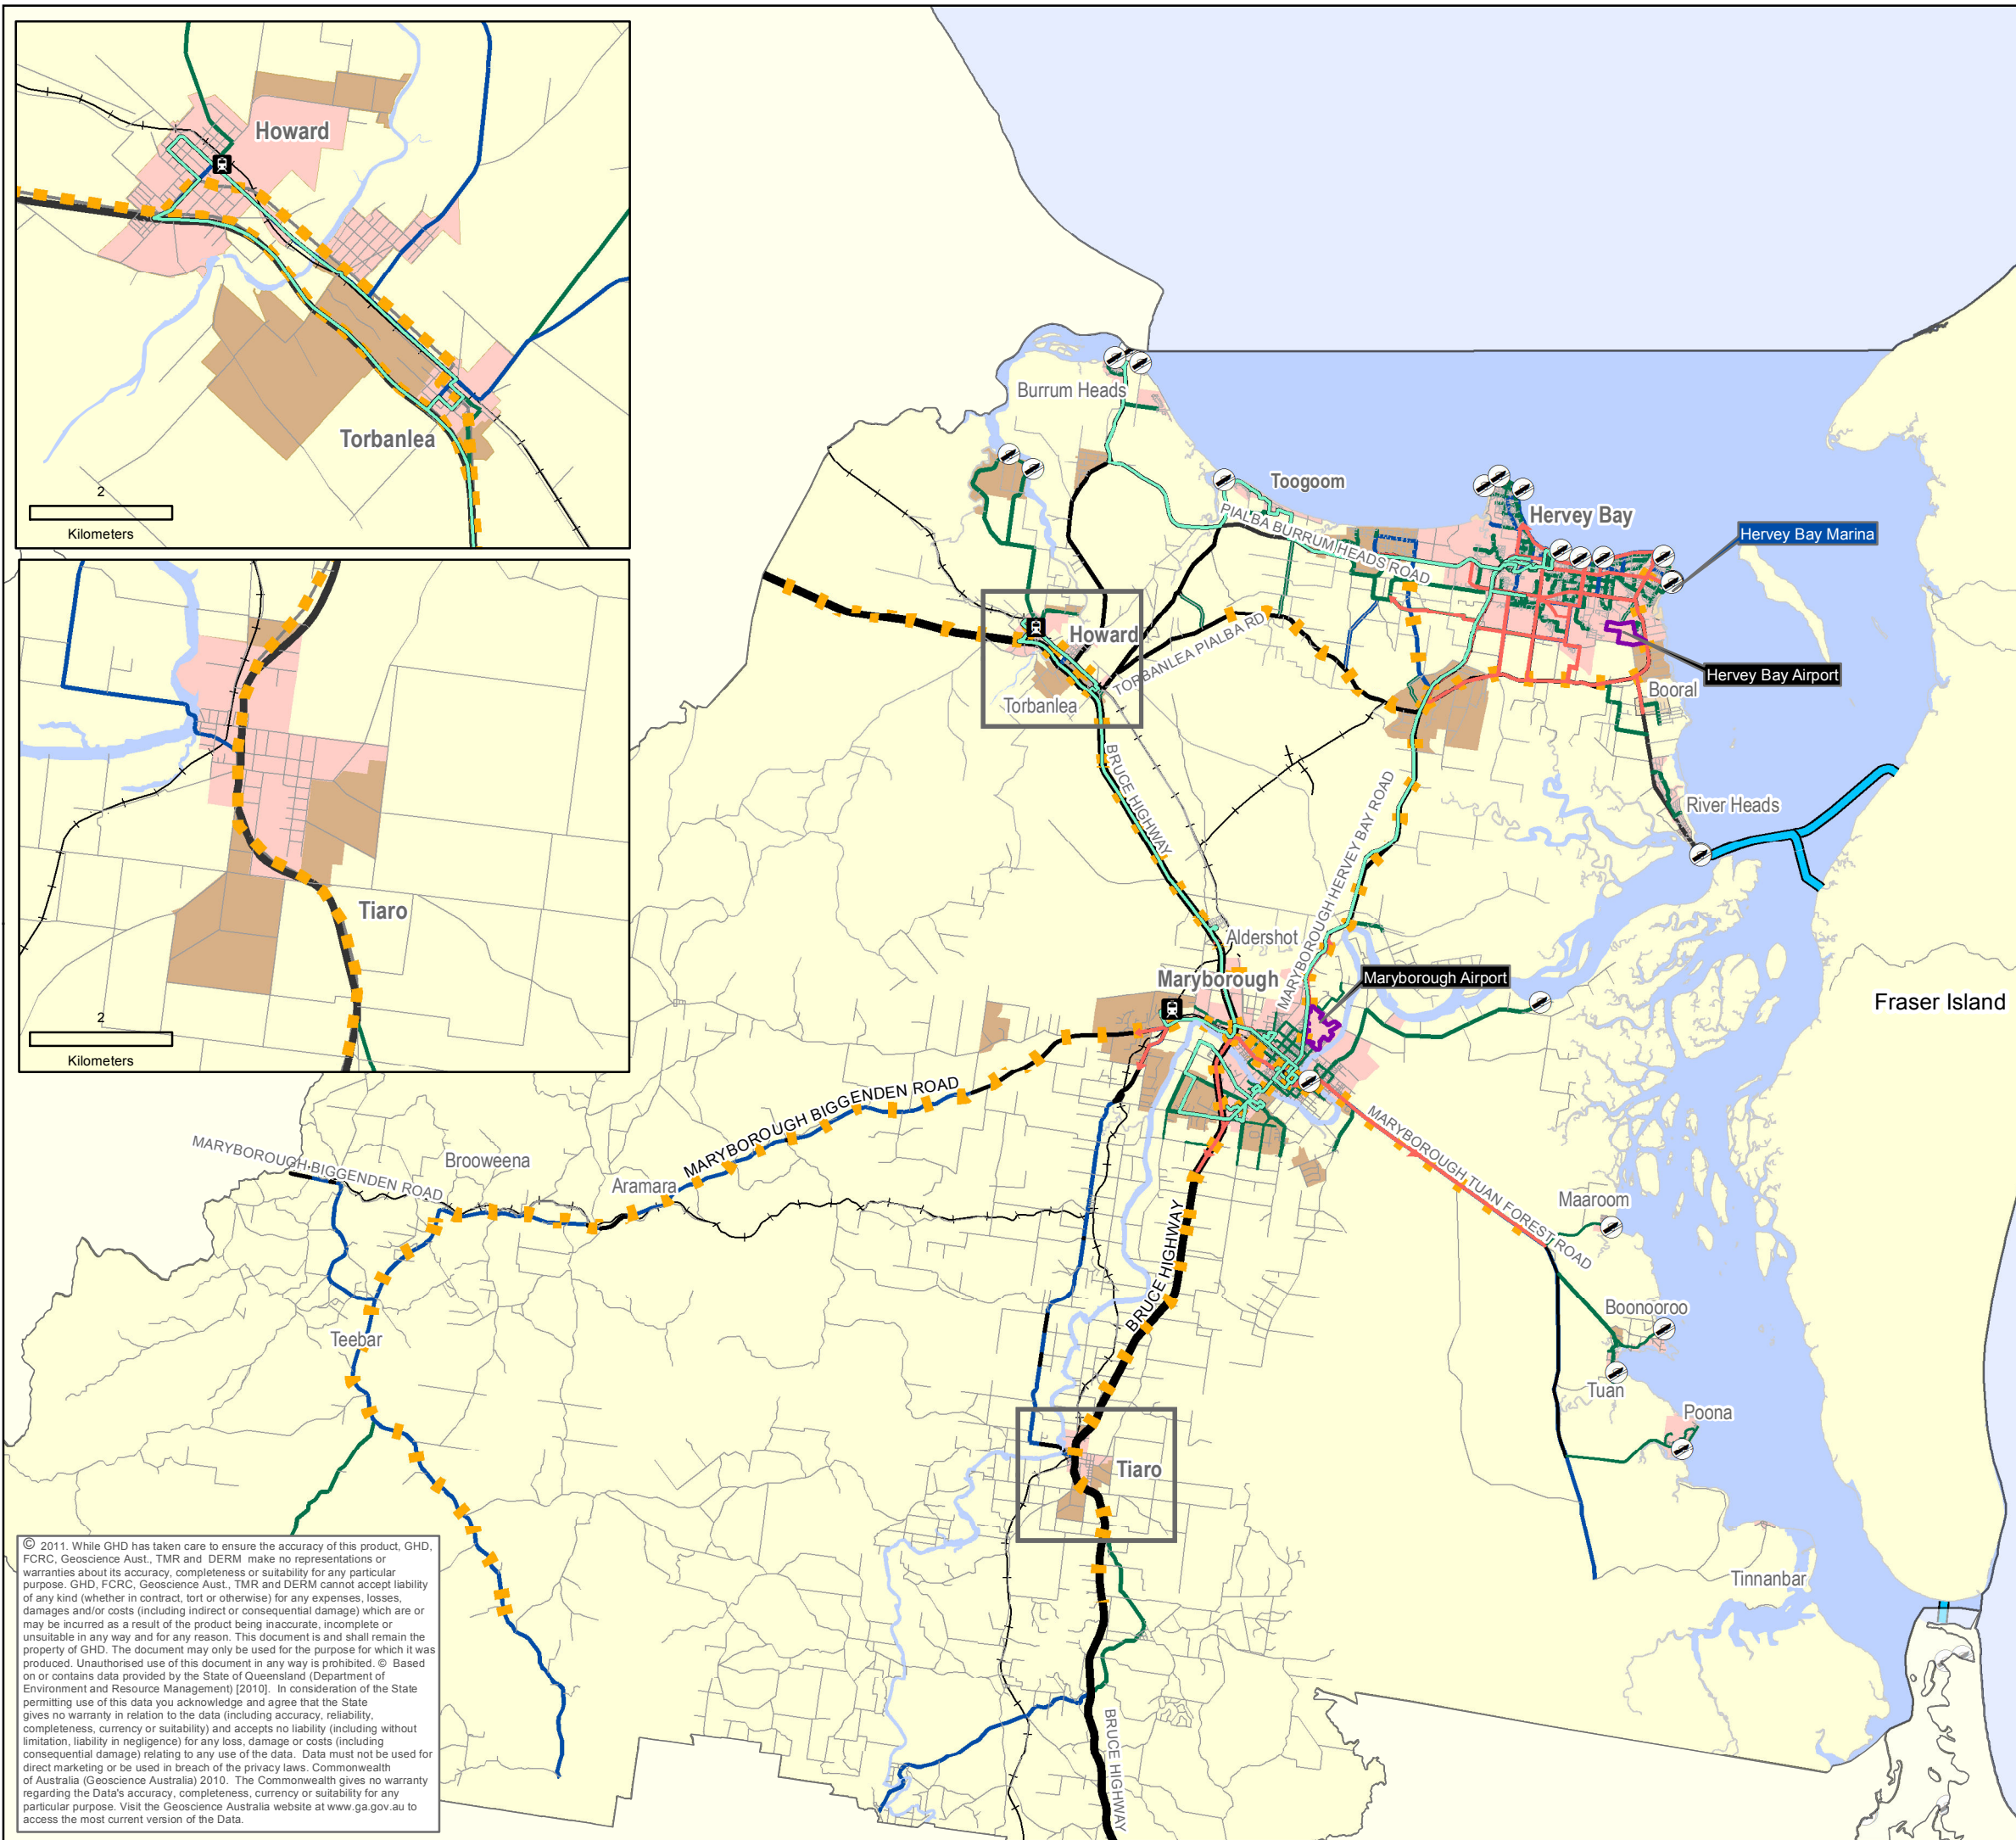 Howard
Torbanlea
2
Kilometers
Tiaro
2
Kilometers
Burrum Heads
Toogoom
PIALBA BURRUM HEADS ROAD
Hervey Bay
Hervey Bay Marina
Howard
TORBANLEA PIALBA RD
Torbanlea
Hervey Bay Airport
Booral
BRUCE HIGHWAY
MARYBOROUGH HERVEY BAY ROAD
River Heads
Aldershot
Maryborough
Maryborough Airport
Fraser Island
MARYBOROUGH BIGGENDEN ROAD
MARYBOROUGH BIGGENDEN ROAD
Brooweena
Aramara
MARYBOROUGH TUAN FOREST ROAD
Maaroom
BRUCE HIGHWAY
Boonooroo
Teebar
Tuan
Poona
Tiaro
Tinnanbar
BRUCE HIGHWAY
© 2011. While GHD has taken care to ensure the accuracy of this product, GHD,
FCRC, Geoscience Aust., TMR and DERM make no representations or
warranties about its accuracy, completeness or suitability for any particular
purpose. GHD, FCRC, Geoscience Aust., TMR and DERM cannot accept liability
of any kind (whether in contract, tort or otherwise) for any expenses, losses,
damages and/or costs (including indirect or consequential damage) which are or
may be incurred as a result of the product being inaccurate, incomplete or
unsuitable in any way and for any reason. This document is and shall remain the
property of GHD. The document may only be used for the purpose for which it was
produced. Unauthorised use of this document in any way is prohibited. © Based
on or contains data provided by the State of Queensland (Department of
Environment and Resource Management) [2010]. In consideration of the State
permitting use of this data you acknowledge and agree that the State
gives no warranty in relation to the data (including accuracy, reliability,
completeness, currency or suitability) and accepts no liability (including without
limitation, liability in negligence) for any loss, damage or costs (including
consequential damage) relating to any use of the data. Data must not be used for
direct marketing or be used in breach of the privacy laws. Commonwealth
of Australia (Geoscience Australia) 2010. The Commonwealth gives no warranty
regarding the Data's accuracy, completeness, currency or suitability for any
particular purpose. Visit the Geoscience Australia website at www.ga.gov.au to
access the most current version of the Data.